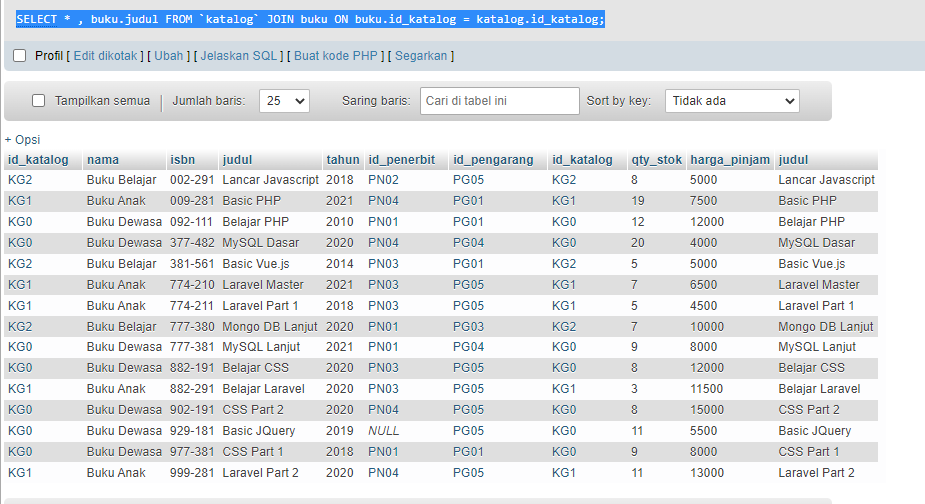 SELECT * , buku.judul FROM `katalog` JOIN buku ON buku.id_katalog = katalog.id_katalog;
Profil [ Edit dikotak ] [ Ubah ] [ Jelaskan SQL ] [ Buat kode PHP ] [ Segarkan ]
Tampilkan semua | Jumlah baris: 25 Saring baris: Cari di tabel ini Sort by key: Tidak ada
+ Opsi
id_katalog nama isbn judul tahun id_penerbit id_pengarang id_katalog qty_stok harga_pinjam judul
KG2 Buku Belajar 002-291 Lancar Javascript 2018 PN02 PG05 KG2 8 5000 Lancar Javascript
KG1 Buku Anak 009-281 Basic PHP 2021 PN04 PG01 KG1 19 7500 Basic PHP
KG0 Buku Dewasa 092-111 Belajar PHP 2010 PN01 PG01 KG0 12 12000 Belajar PHP
KG0 Buku Dewasa 377-482 MySQL Dasar 2020 PN04 PG04 KG0 20 4000 MySQL Dasar
KG2 Buku Belajar 381-561 Basic Vue.js 2014 PN03 PG01 KG2 5 5000 Basic Vue.js
KG1 Buku Anak 774-210 Laravel Master 2021 PN03 PG05 KG1 7 6500 Laravel Master
KG1 Buku Anak 774-211 Laravel Part 1 2018 PN03 PG05 KG1 5 4500 Laravel Part 1
KG2 Buku Belajar 777-380 Mongo DB Lanjut 2020 PN01 PG03 KG2 7 10000 Mongo DB Lanjut
KG0 Buku Dewasa 777-381 MySQL Lanjut 2021 PN01 PG04 KG0 9 8000 MySQL Lanjut
KG0 Buku Dewasa 882-191 Belajar CSS 2020 PN03 PG05 KG0 8 12000 Belajar CSS
KG1 Buku Anak 882-291 Belajar Laravel 2020 PN03 PG05 KG1 3 11500 Belajar Laravel
KG0 Buku Dewasa 902-191 CSS Part 2 2020 PN04 PG05 KG0 8 15000 CSS Part 2
KG0 Buku Dewasa 929-181 Basic JQuery 2019 NULL PG05 KG0 11 5500 Basic JQuery
KG0 Buku Dewasa 977-381 CSS Part 1 2018 PN01 PG01 KG0 9 8000 CSS Part 1
KG1 Buku Anak 999-281 Laravel Part 2 2020 PN04 PG05 KG1 11 13000 Laravel Part 2